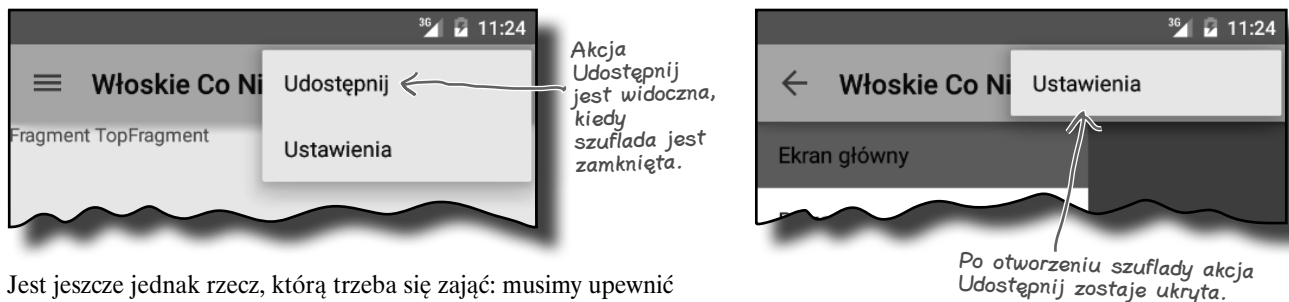 3G 11:24
Włoskie Co Ni
Udostępnij
Ustawienia
Fragment TopFragment
Akcja
Udostępnij
jest widoczna,
kiedy
szuflada jest
zamknięta.
3G 11:24
Włoskie Co Ni
Ustawienia
Ekran główny
Po otworzeniu szuflady akcja
Udostępnij zostaje ukryta.
Jest jeszcze jednak rzecz, którą trzeba się zająć: musimy upewnić